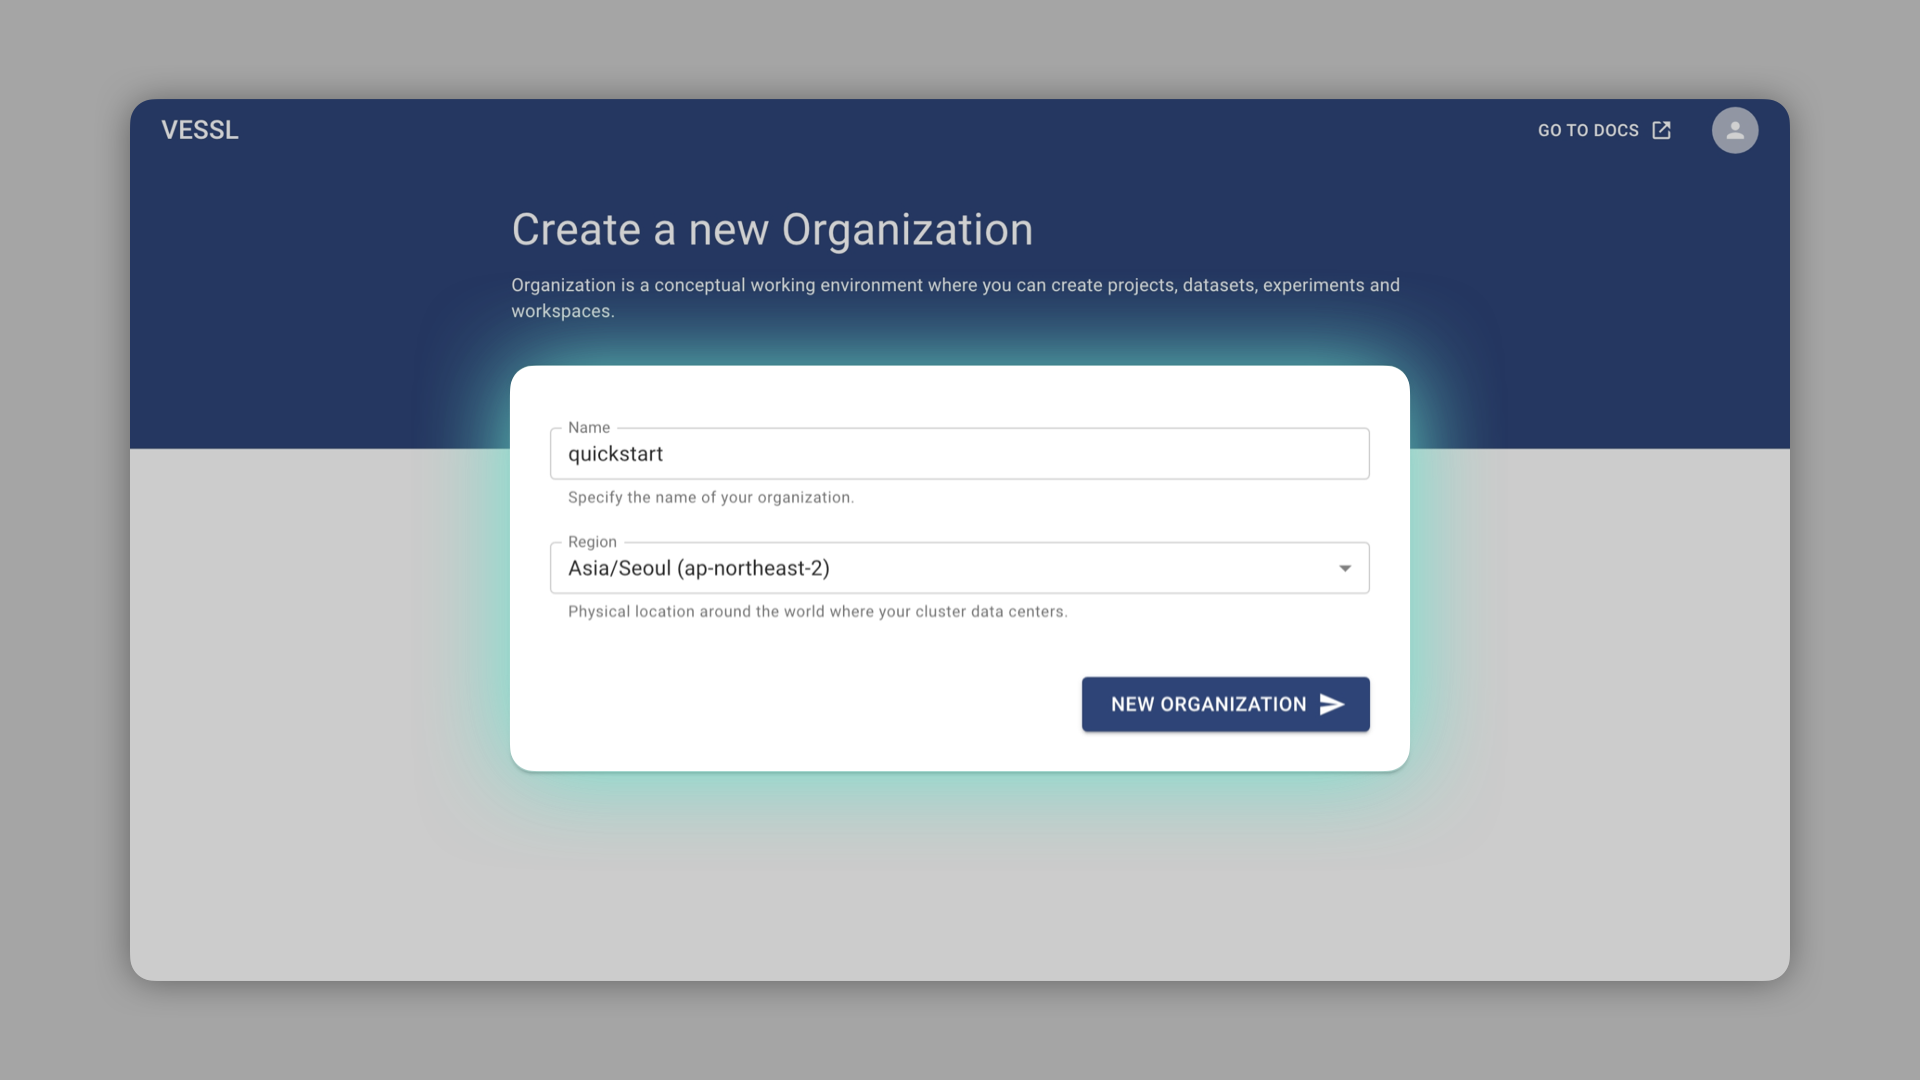 VESSL
GO TO DOCS
Create a new Organization
Organization is a conceptual working environment where you can create projects, datasets, experiments and
workspaces.
Name
quickstart
Specify the name of your organization.
Region
Asia/Seoul (ap-northeast-2)
Physical location around the world where your cluster data centers.
NEW ORGANIZATION